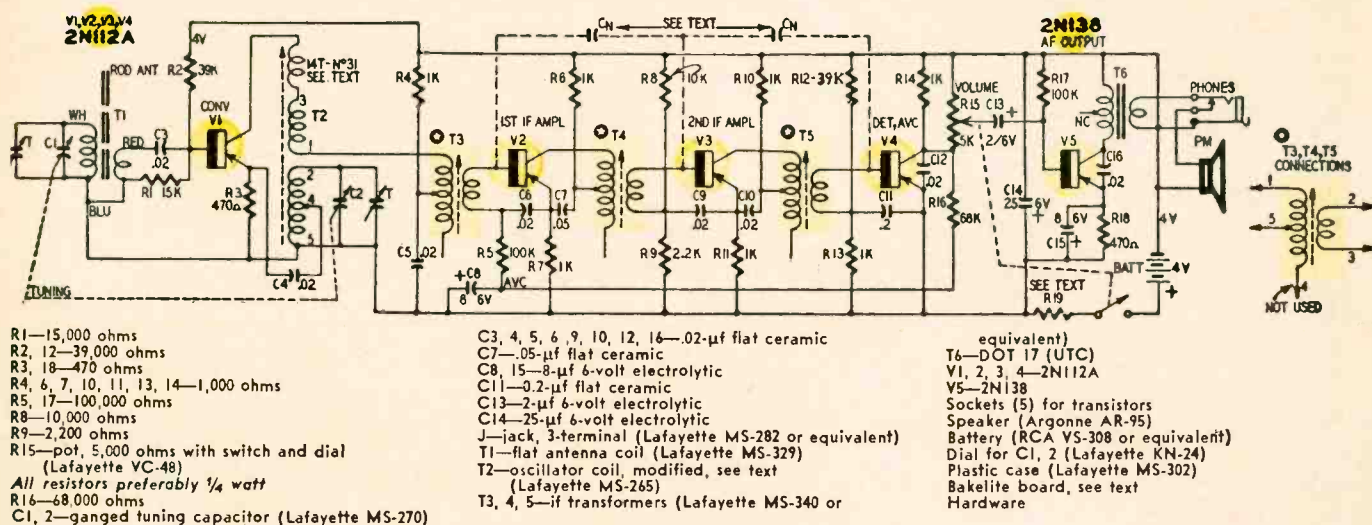 V1,V2,V3,V4
2N112A
2N138
AF OUTPUT
CN
SEE TEXT
CN
4V
R2
39K
14T-Nº31
SEE TEXT
ROD ANT
CONV
V1
3
T2
1
R4
1K
R6
1K
R8
10K
R10
1K
R12-39K
R14
1K
VOLUME
R15
5K
C13
2/6V
R17
100K
T6
NC
PHONES
J
PM
WH
T1
RED
C3
.02
T
C1
R1
15K
BLU
R3
470Ω
2
4
5
C2
T
C4
.02
TUNING
T3
1ST IF AMPL
V2
T4
2ND IF AMPL
V3
T5
DET, AVC
V4
C12
.02
V5
C16
.02
T3,T4,T5
CONNECTIONS
1
5
4
2
3
NOT USED
C5
.02
C6
.02
C7
.05
R5
100K
R7
1K
C8
8
6V
AVC
C9
.02
C10
.02
R9
2.2K
R11
1K
C11
.2
R13
1K
R16
68K
C14
25
6V
8
6V
C15
R18
470Ω
4V
BATT
4V
SEE TEXT
R19
R1—15,000 ohms
R2, 12—39,000 ohms
R3, 18—470 ohms
R4, 6, 7, 10, 11, 13, 14—1,000 ohms
R5, 17—100,000 ohms
R8—10,000 ohms
R9—2,200 ohms
R15—pot, 5,000 ohms with switch and dial
(Lafayette VC-48)
All resistors preferably ¼ watt
R16—68,000 ohms
C1, 2—ganged tuning capacitor (Lafayette MS-270)
C3, 4, 5, 6 ,9, 10, 12, 16—.02-µf flat ceramic
C7—.05-µf flat ceramic
C8, 15—8-µf 6-volt electrolytic
C11—0.2-µf flat ceramic
C13—2-µf 6-volt electrolytic
C14—25-µf 6-volt electrolytic
J—jack, 3-terminal (Lafayette MS-282 or equivalent)
T1—flat antenna coil (Lafayette MS-329)
T2—oscillator coil, modified, see text
(Lafayette MS-265)
T3, 4, 5—if transformers (Lafayette MS-340 or
equivalent)
T6—DOT 17 (UTC)
V1, 2, 3, 4—2N112A
V5—2N138
Sockets (5) for transistors
Speaker (Argonne AR-95)
Battery (RCA VS-308 or equivalent)
Dial for C1, 2 (Lafayette KN-24)
Plastic case (Lafayette MS-302)
Bakelite board, see text
Hardware